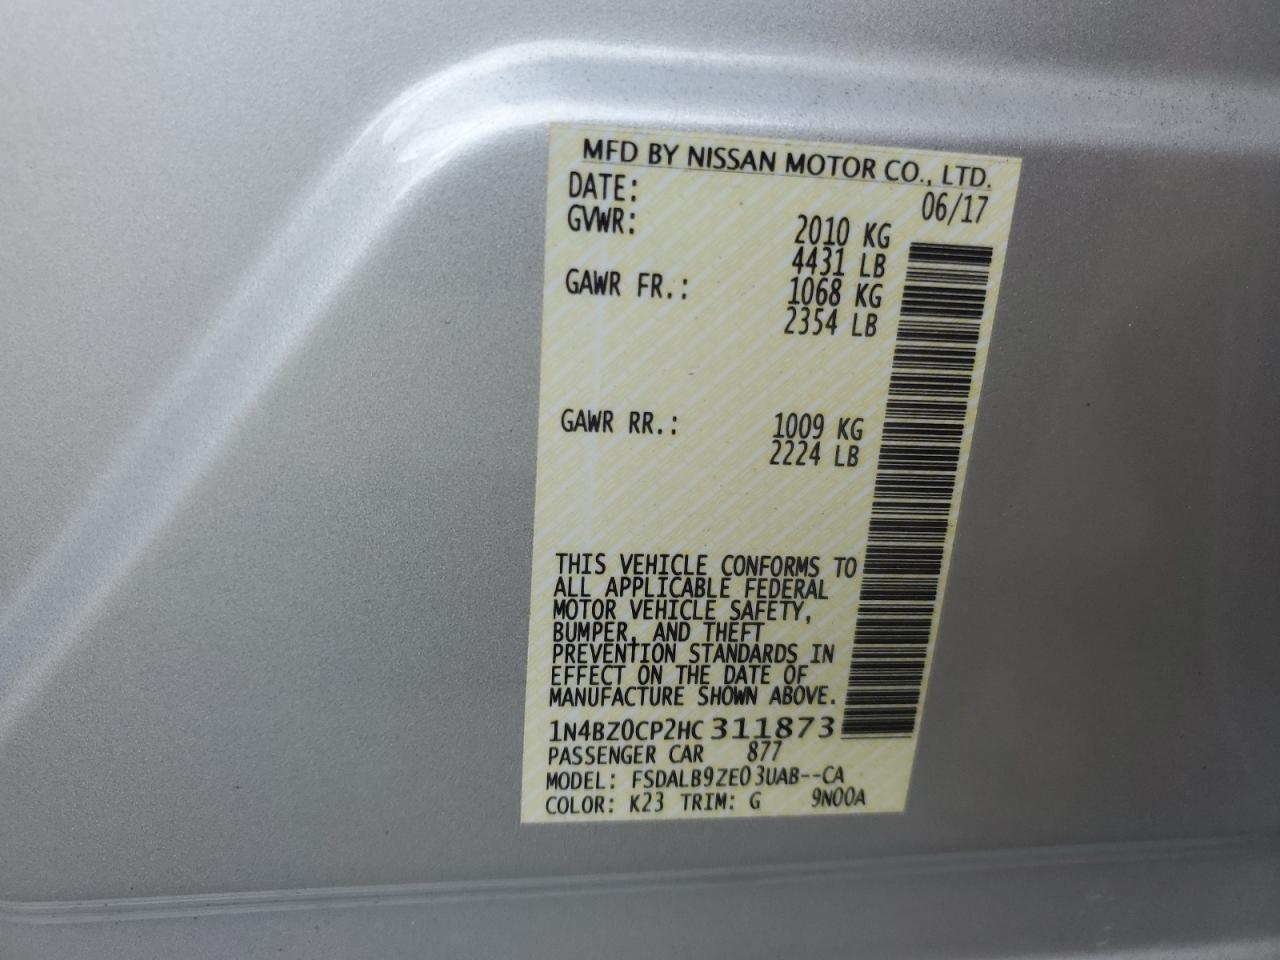 MFD BY NISSAN MOTOR CO., LTD.
DATE: 06/17
GVWR: 2010 KG
4431 LB
GAWR FR.: 1068 KG
2354 LB
GAWR RR.: 1009 KG
2224 LB
THIS VEHICLE CONFORMS TO
ALL APPLICABLE FEDERAL
MOTOR VEHICLE SAFETY,
BUMPER, AND THEFT
PREVENTION STANDARDS IN
EFFECT ON THE DATE OF
MANUFACTURE SHOWN ABOVE.
1N4BZ0CP2HC311873
PASSENGER CAR 877
MODEL: FSDALB9ZE03UAB--CA
COLOR: K23 TRIM: G 9N00A